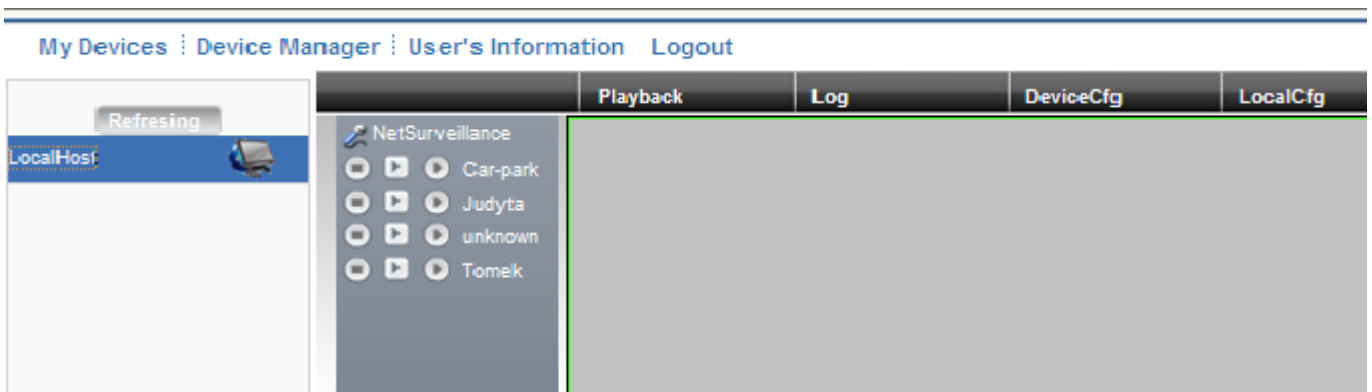 My Devices Device Manager User's Information Logout
Playback Log DeviceCfg LocalCfg
Refresing
LocalHost
NetSurveillance
Car-park
Judyta
unknown
Tomek